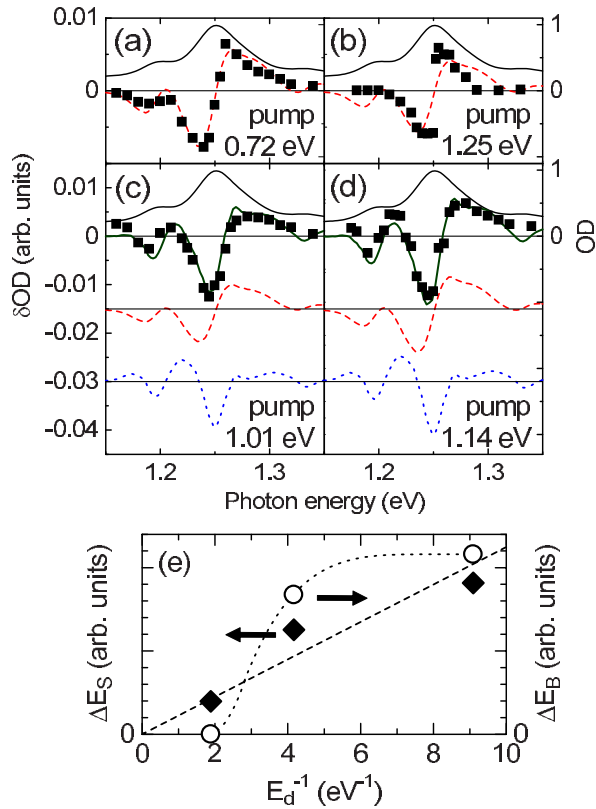 0.01
(a)
(b)
1
0
0
pump
0.72 eV
pump
1.25 eV
-1
(c)
(d)
1
0.01
0
0
-0.01
-0.02
-0.03
-0.04
δOD (arb. units)
OD
pump
1.01 eV
pump
1.14 eV
1.2
1.3
1.2
1.3
Photon energy (eV)
(e)
ΔE_S (arb. units)
ΔE_B (arb. units)
0
0
0
2
4
6
8
10
E_d⁻¹ (eV⁻¹)